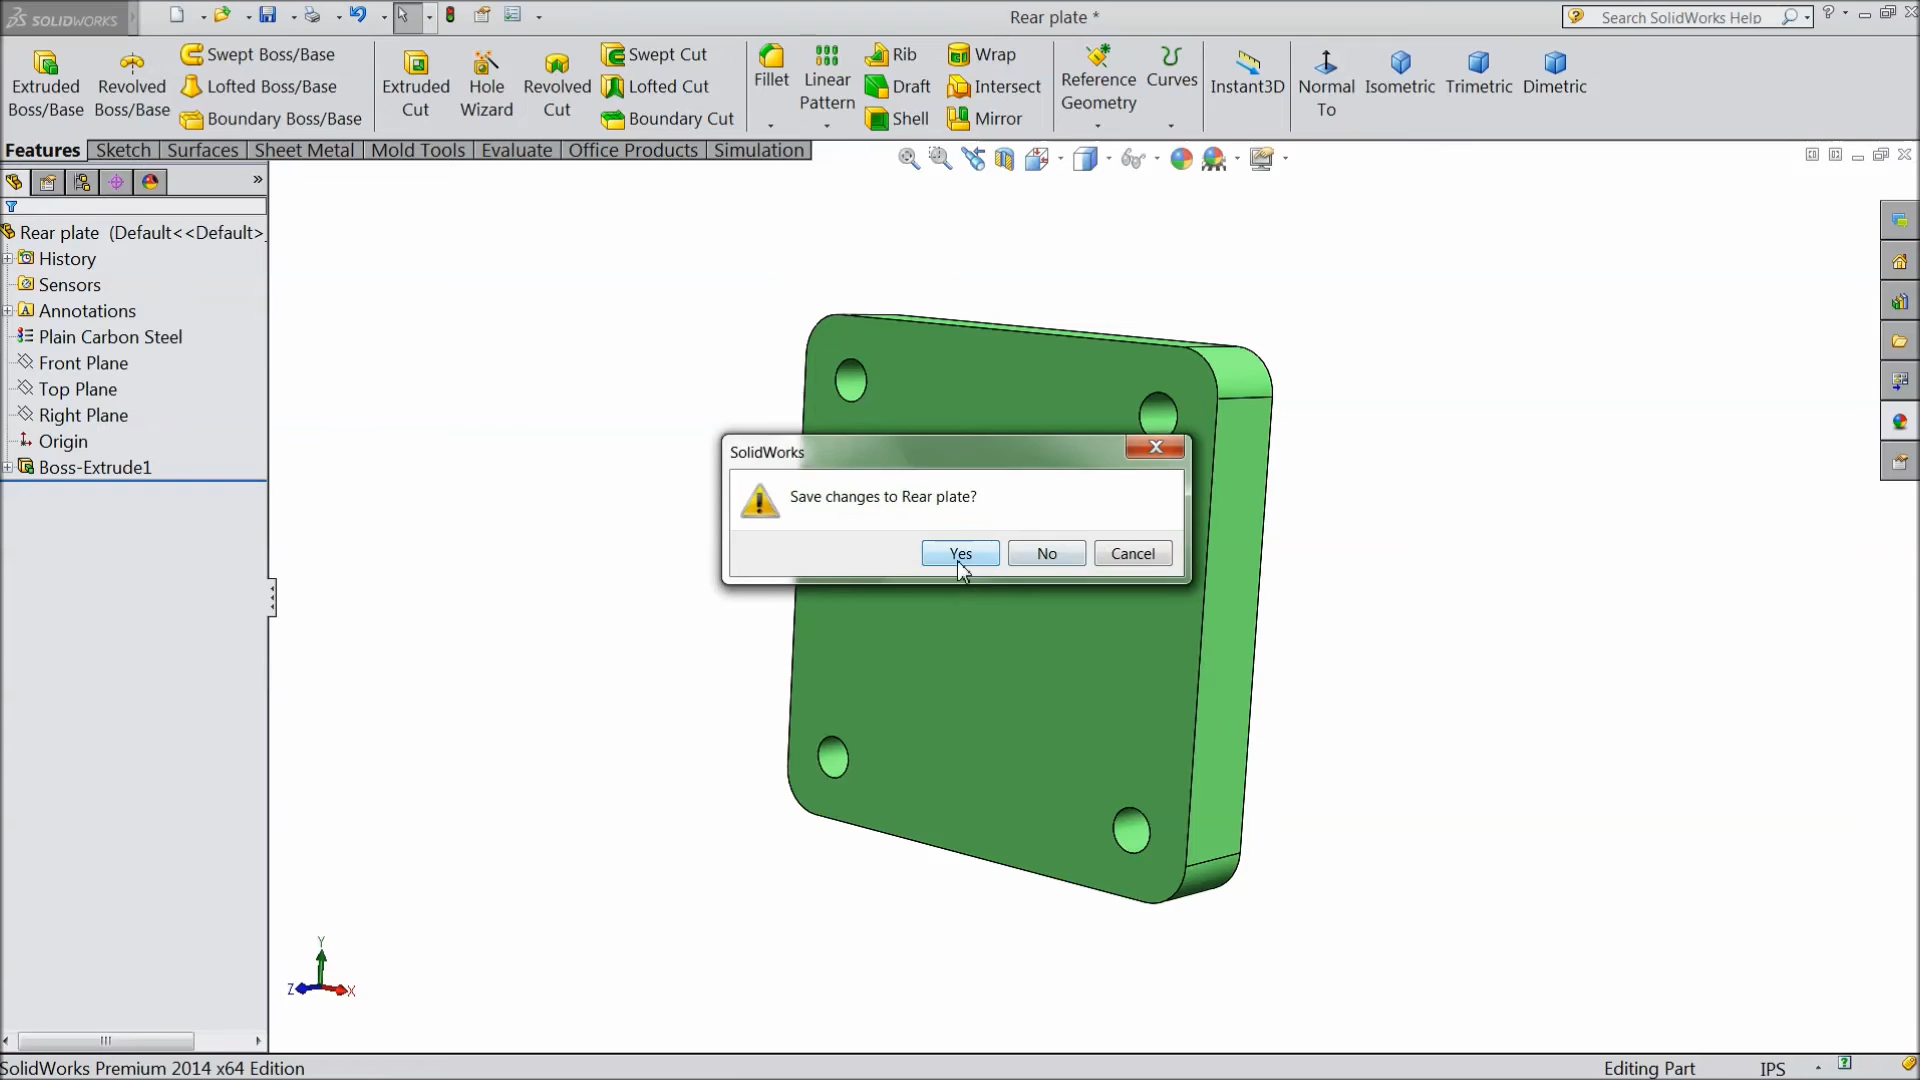 SOLIDWORKS
Rear plate *
Search SolidWorks Help
Extruded Boss/Base
Revolved Boss/Base
Swept Boss/Base
Lofted Boss/Base
Boundary Boss/Base
Extruded Cut
Hole Wizard
Revolved Cut
Swept Cut
Lofted Cut
Boundary Cut
Fillet
Linear Pattern
Rib
Draft
Shell
Wrap
Intersect
Mirror
Reference Geometry
Curves
Instant3D
Normal To
Isometric
Trimetric
Dimetric
Features
Sketch
Surfaces
Sheet Metal
Mold Tools
Evaluate
Office Products
Simulation
Rear plate (Default<<Default>
History
Sensors
Annotations
Plain Carbon Steel
Front Plane
Top Plane
Right Plane
Origin
Boss-Extrude1
SolidWorks
Save changes to Rear plate?
Yes
No
Cancel
Y
Z
X
SolidWorks Premium 2014 x64 Edition
Editing Part
IPS